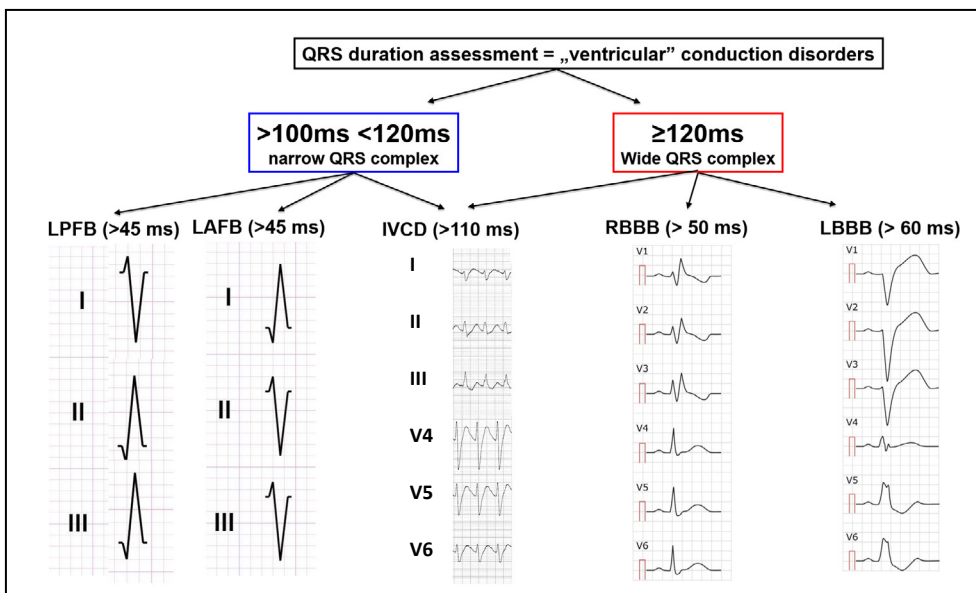 QRS duration assessment = „ventricular” conduction disorders
>100ms <120ms
narrow QRS complex
≥120ms
Wide QRS complex
LPFB (>45 ms)
I
II
III
LAFB (>45 ms)
I
II
III
IVCD (>110 ms)
I
II
III
V4
V5
V6
RBBB (> 50 ms)
V1
V2
V3
V4
V5
V6
LBBB (> 60 ms)
V1
V2
V3
V4
V5
V6